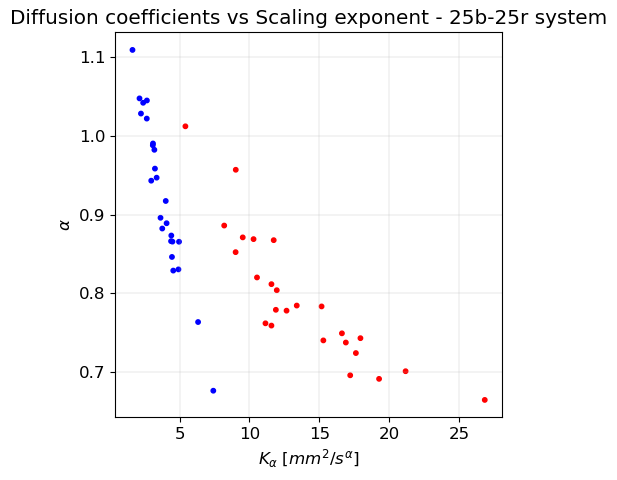 Diffusion coefficients vs Scaling exponent - 25b-25r system
1.1
1.0
0.9
0.8
0.7
α
5 10 15 20 25
K_α [mm²/s^α]